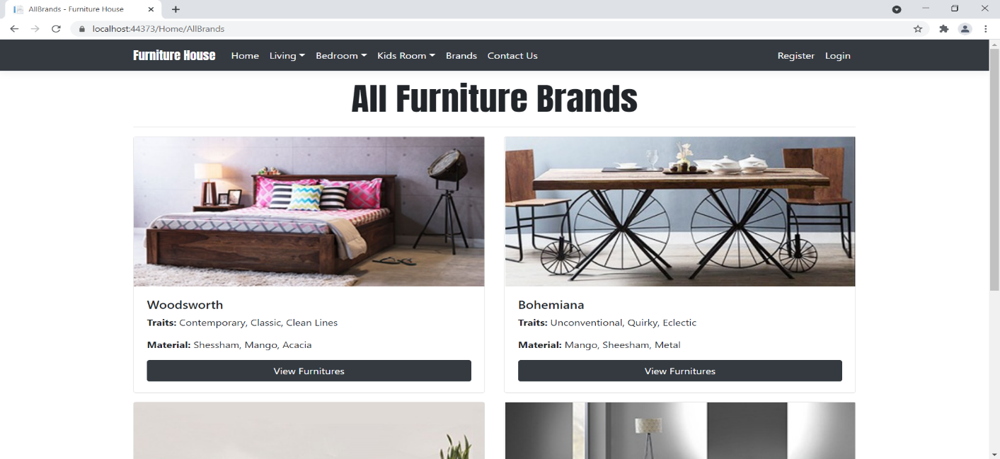 AllBrands - Furniture House
localhost:44373/Home/AllBrands
Furniture House Home Living Bedroom Kids Room Brands Contact Us Register Login
All Furniture Brands
Woodsworth
Traits: Contemporary, Classic, Clean Lines
Material: Shessham, Mango, Acacia
View Furnitures
Bohemiana
Traits: Unconventional, Quirky, Eclectic
Material: Mango, Sheesham, Metal
View Furnitures